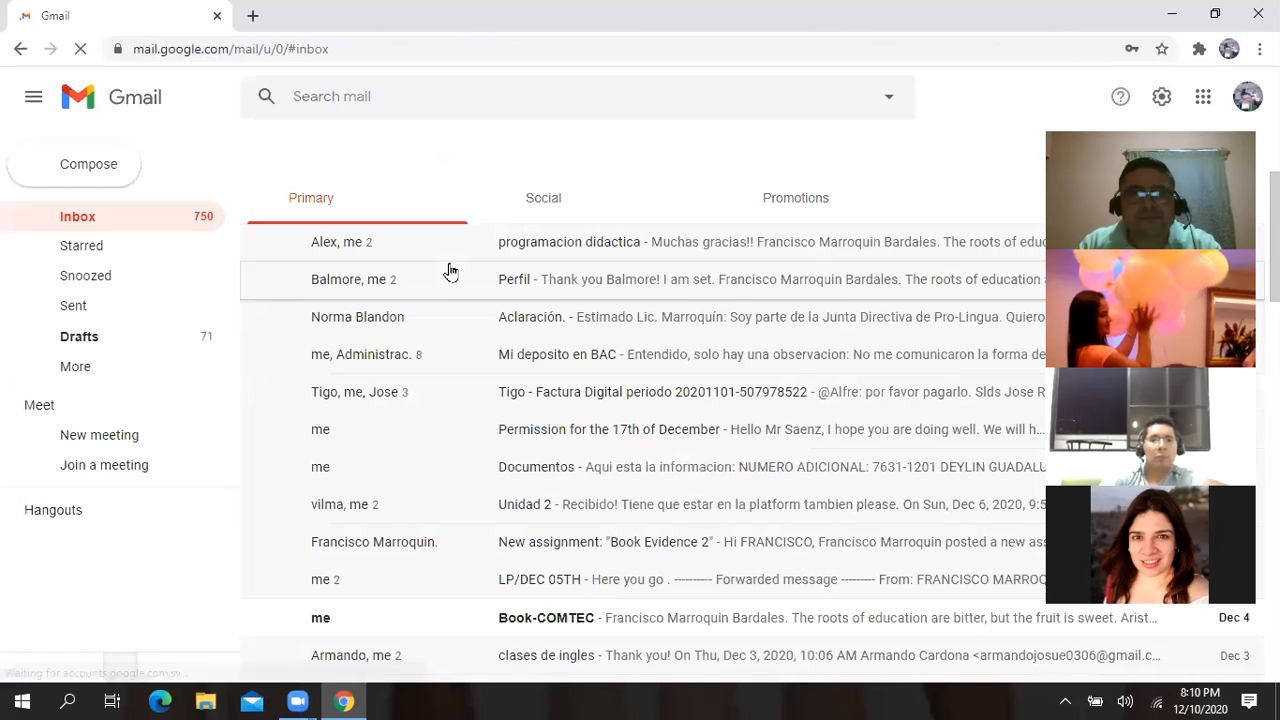 Gmail
mail.google.com/mail/u/0/#inbox
Gmail
Search mail
Compose
Inbox 750
Starred
Snoozed
Sent
Drafts 71
More
Meet
New meeting
Join a meeting
Hangouts
Primary Social Promotions
Alex, me 2 programacion didactica - Muchas gracias!! Francisco Marroquin Bardales. The roots of educ
Balmore, me 2 Perfil - Thank you Balmore! I am set. Francisco Marroquin Bardales. The roots of education
Norma Blandon Aclaración. - Estimado Lic. Marroquín: Soy parte de la Junta Directiva de Pro-Lingua. Quiero
me, Administrac. 8 Mi deposito en BAC - Entendido, solo hay una observacion: No me comunicaron la forma de
Tigo, me, Jose 3 Tigo - Factura Digital periodo 20201101-507978522 - @Alfre: por favor pagarlo. Slds Jose R
me Permission for the 17th of December - Hello Mr Saenz, I hope you are doing well. We will h...
me Documentos - Aqui esta la informacion: NUMERO ADICIONAL: 7631-1201 DEYLIN GUADALU
vilma, me 2 Unidad 2 - Recibido! Tiene que estar en la platform tambien please. On Sun, Dec 6, 2020, 9:5
Francisco Marroquin. New assignment: "Book Evidence 2" - Hi FRANCISCO, Francisco Marroquin posted a new ass
me 2 LP/DEC 05TH - Here you go . ---------- Forwarded message --------- From: FRANCISCO MARROQ
me Book-COMTEC - Francisco Marroquin Bardales. The roots of education are bitter, but the fruit is sweet. Arist... Dec 4
Armando, me 2 clases de ingles - Thank you! On Thu, Dec 3, 2020, 10:06 AM Armando Cardona <armandojosue0306@gmail.c... Dec 3
Waiting for accounts.google.com.sv...
8:10 PM
12/10/2020